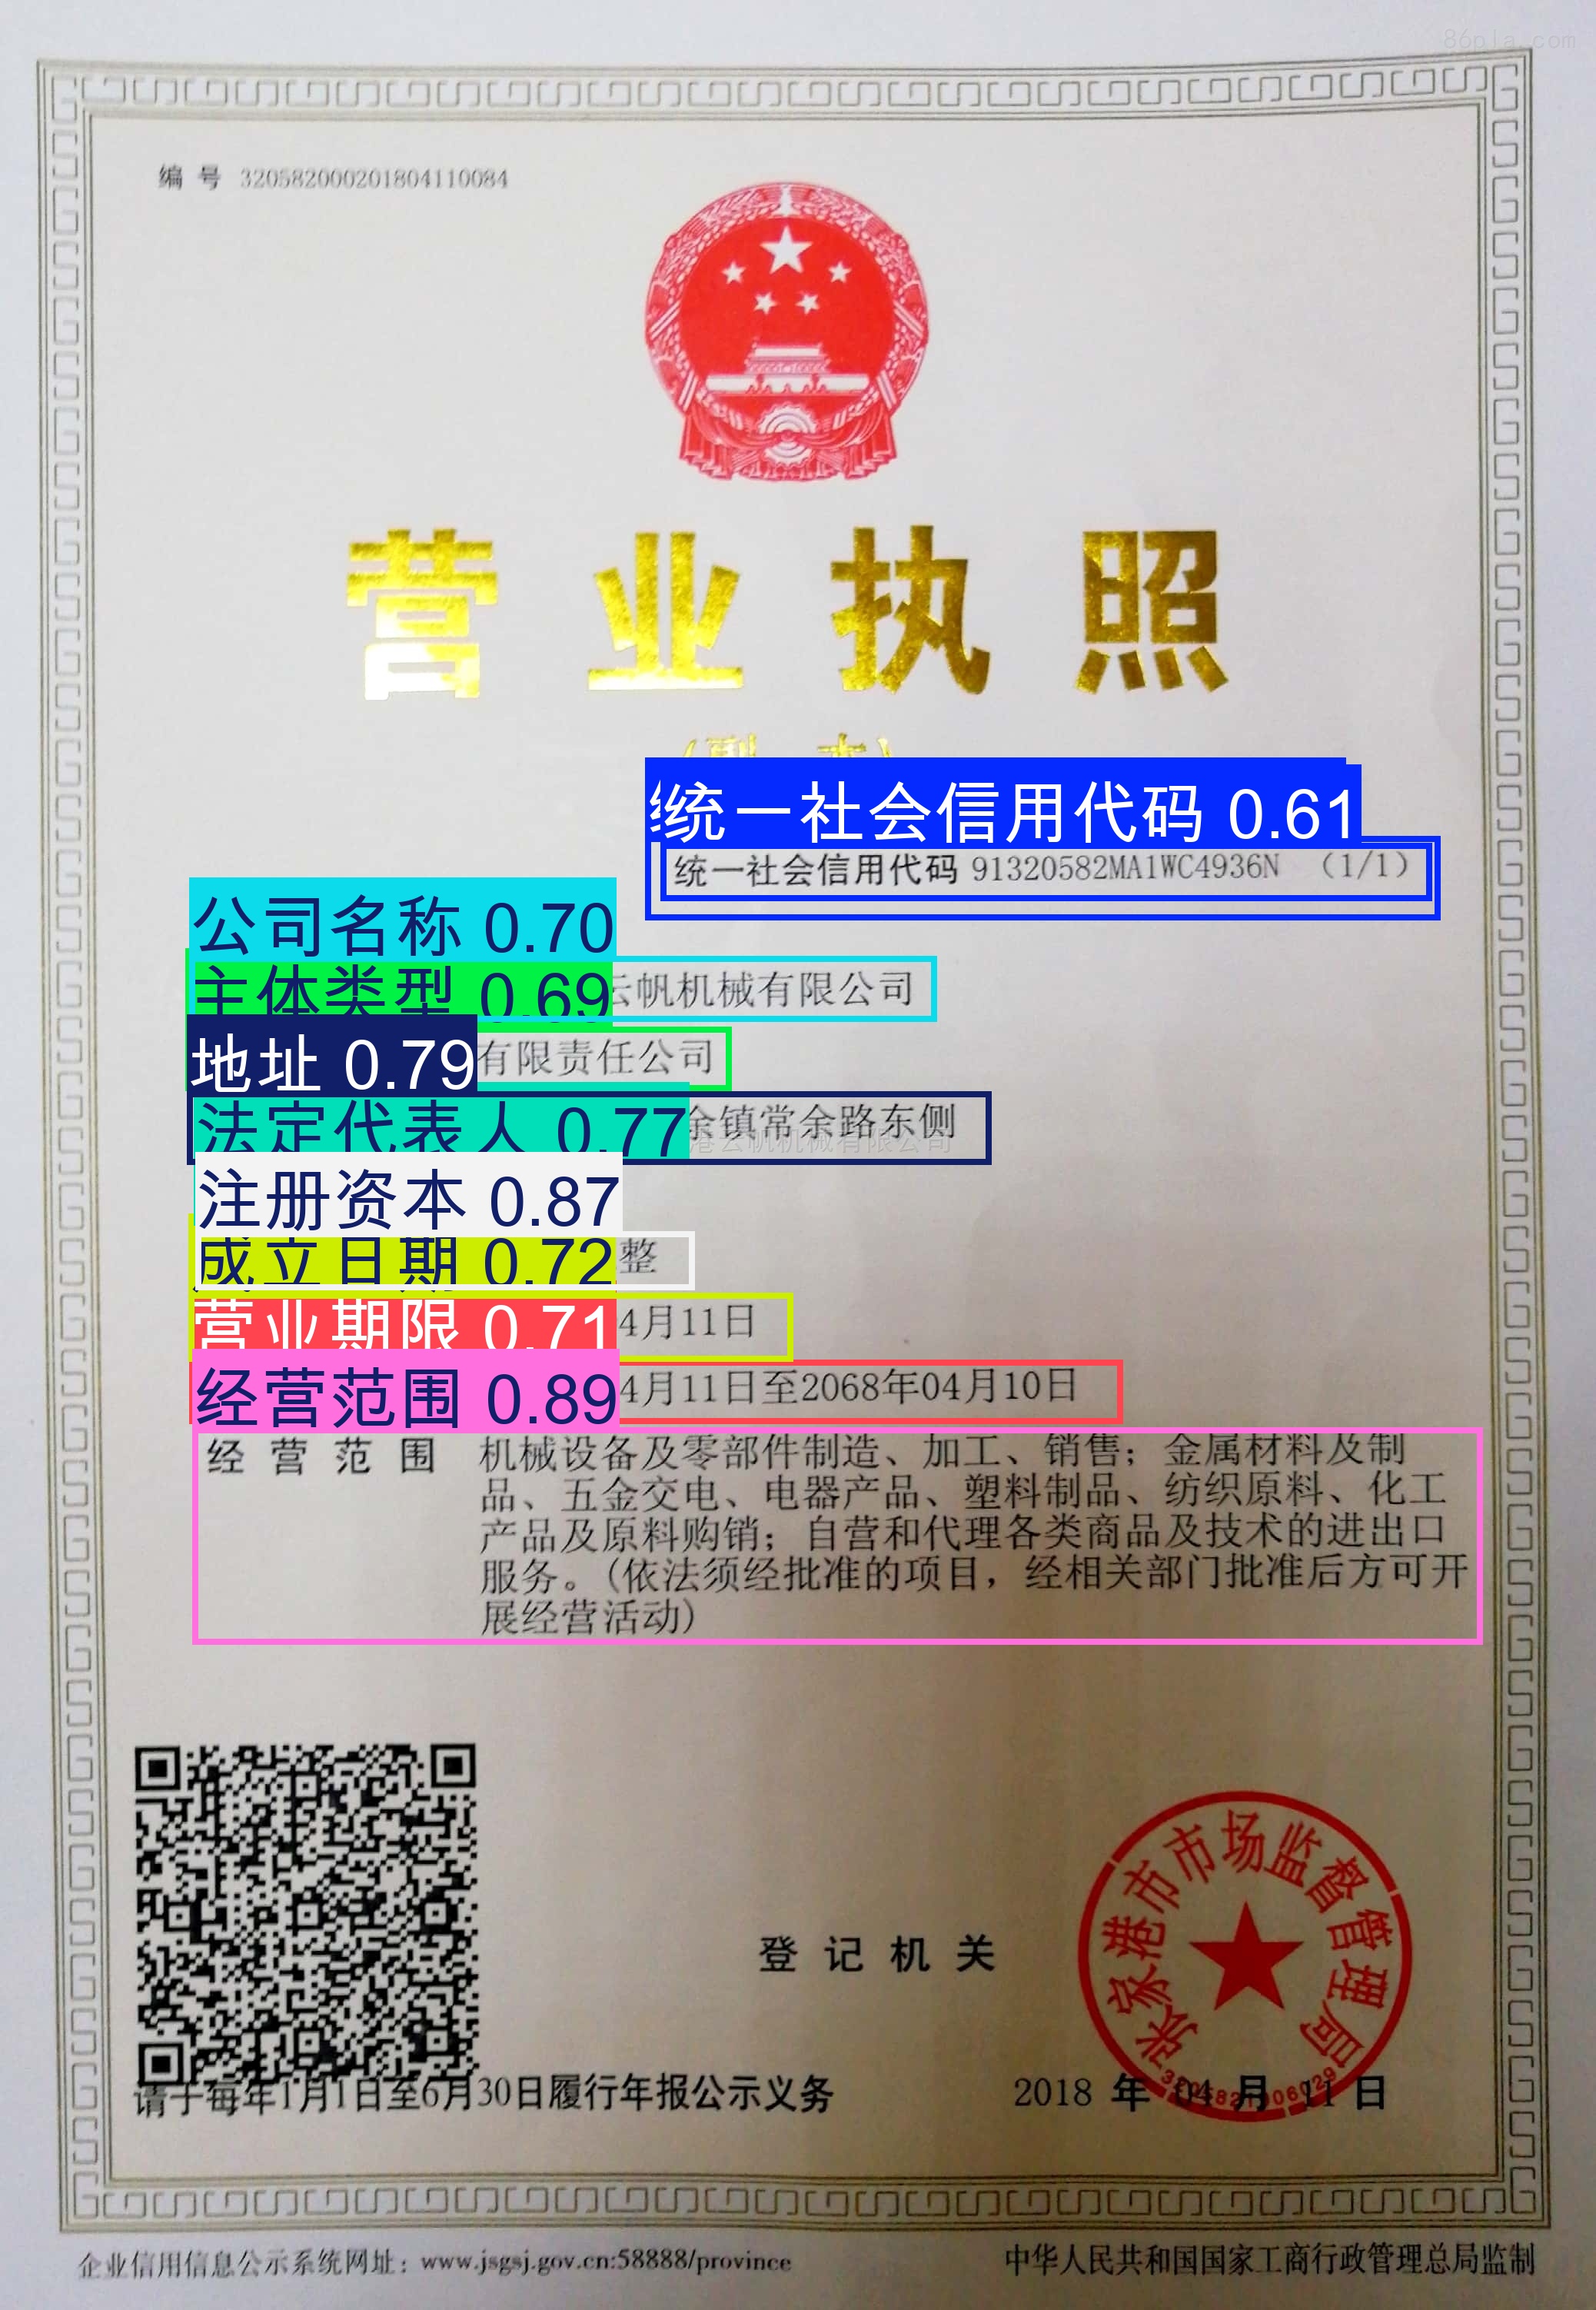 86pla.com
编 号 320582000201804110084
营业执照
(副 本)
统一社会信用代码 0.61
统一社会信用代码 91320582MA1WC4936N (1/1)
公司名称 0.70
主体类型 0.69 云帆机械有限公司
地址 0.79 有限责任公司
法定代表人 0.77 余镇常余路东侧
港云帆机械有限公司
注册资本 0.87
成立日期 0.72 整
营业期限 0.71 4月11日
经营范围 0.89 4月11日至2068年04月10日
经营范围 机械设备及零部件制造、加工、销售；金属材料及制
品、五金交电、电器产品、塑料制品、纺织原料、化工
产品及原料购销；自营和代理各类商品及技术的进出口
服务。(依法须经批准的项目，经相关部门批准后方可开
展经营活动)
张家港市市场监督管理局
登记机关
请于每年1月1日至6月30日履行年报公示义务
2018 年 04 月 11 日
企业信用信息公示系统网址：www.jsgsj.gov.cn:58888/province
中华人民共和国国家工商行政管理总局监制